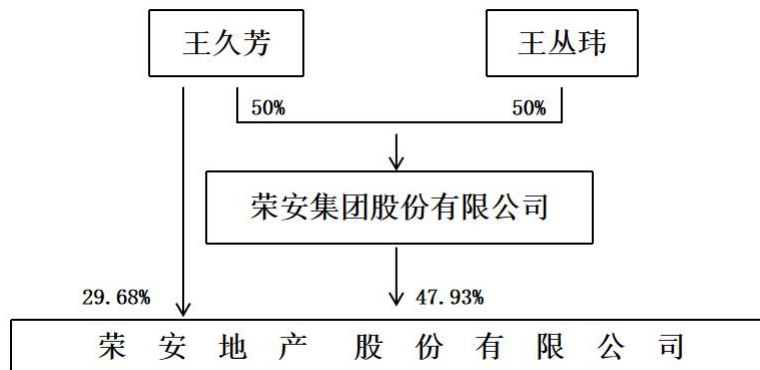 王久芳 王丛玮
50% 50%
荣安集团股份有限公司
29.68% 47.93%
荣安地产股份有限公司